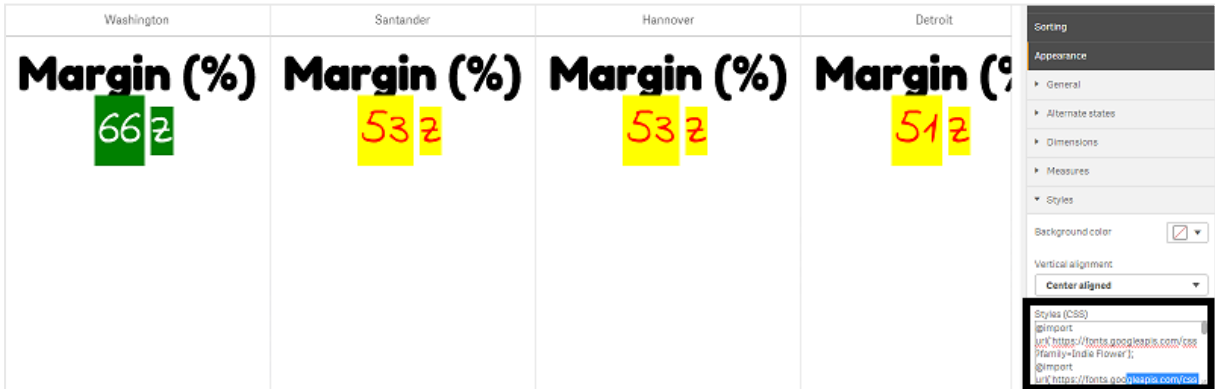 Washington Santander Hannover Detroit
Margin (%) Margin (%) Margin (%) Margin (%
66 z 53 z 53 z 51 z
Sorting
Appearance
General
Alternate states
Dimensions
Measures
Styles
Background color
Vertical alignment
Center aligned
Styles (CSS)
@import
url('https://fonts.googleapis.com/css
?family=Indie Flower');
@import
url('https://fonts.googleapis.com/css